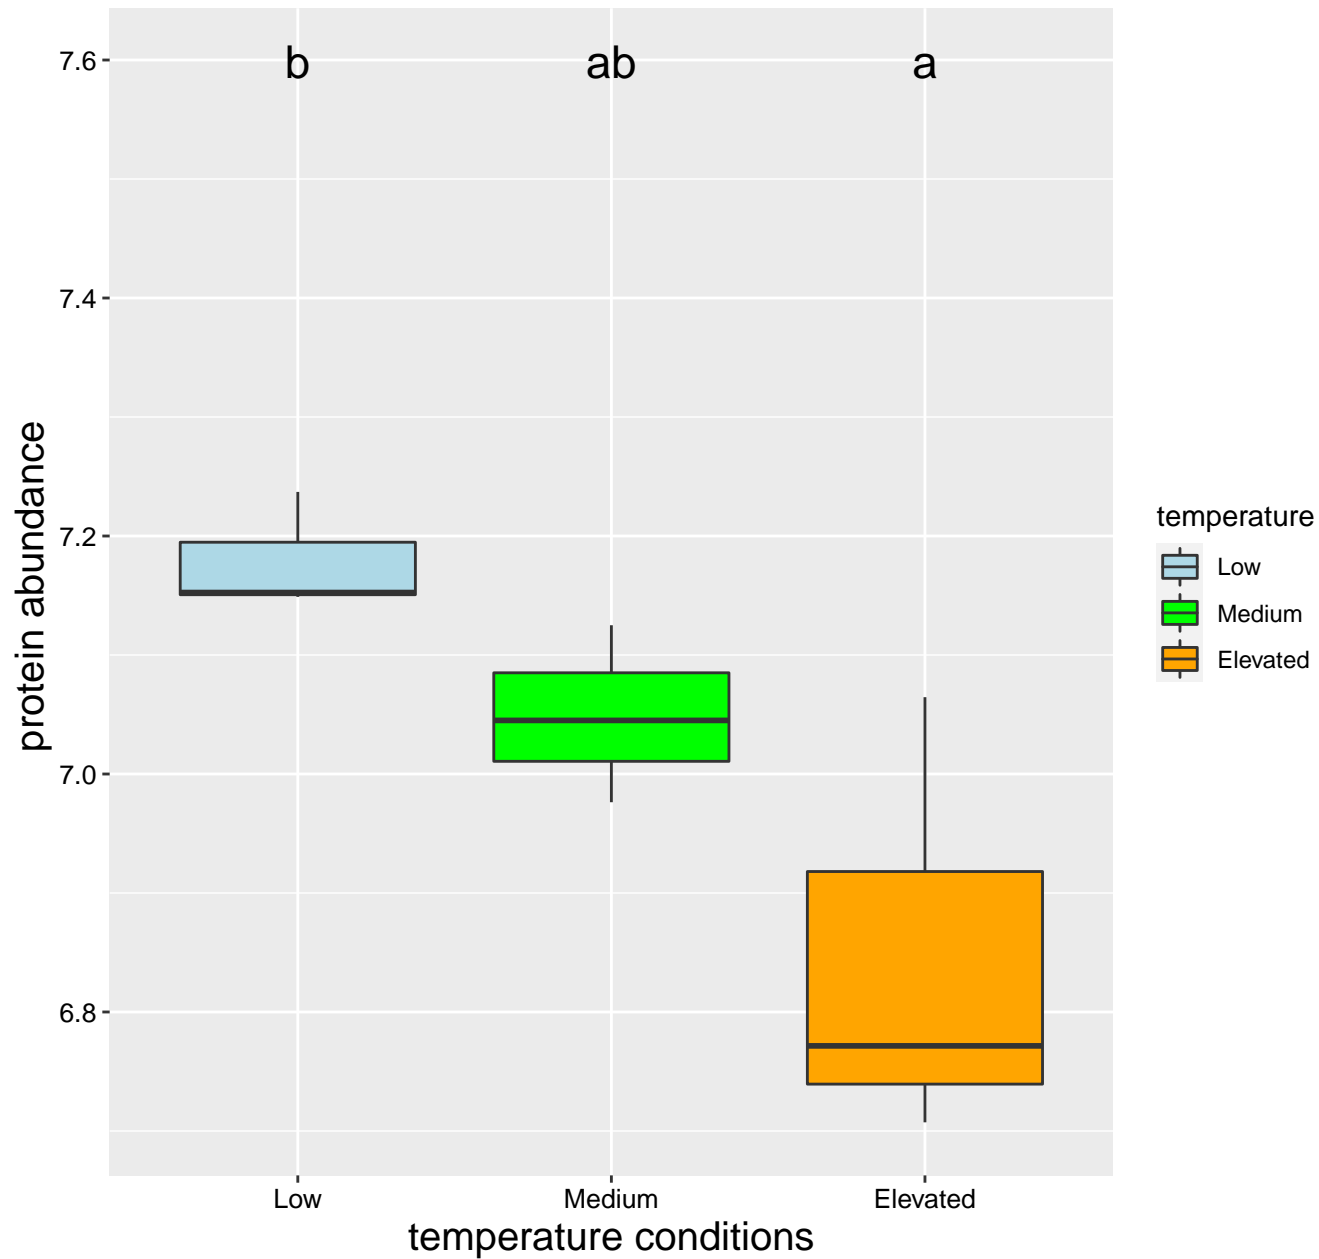 b ab a
7.6
7.4
7.2
7.0
6.8
protein abundance
Low Medium Elevated
temperature conditions
temperature
Low
Medium
Elevated